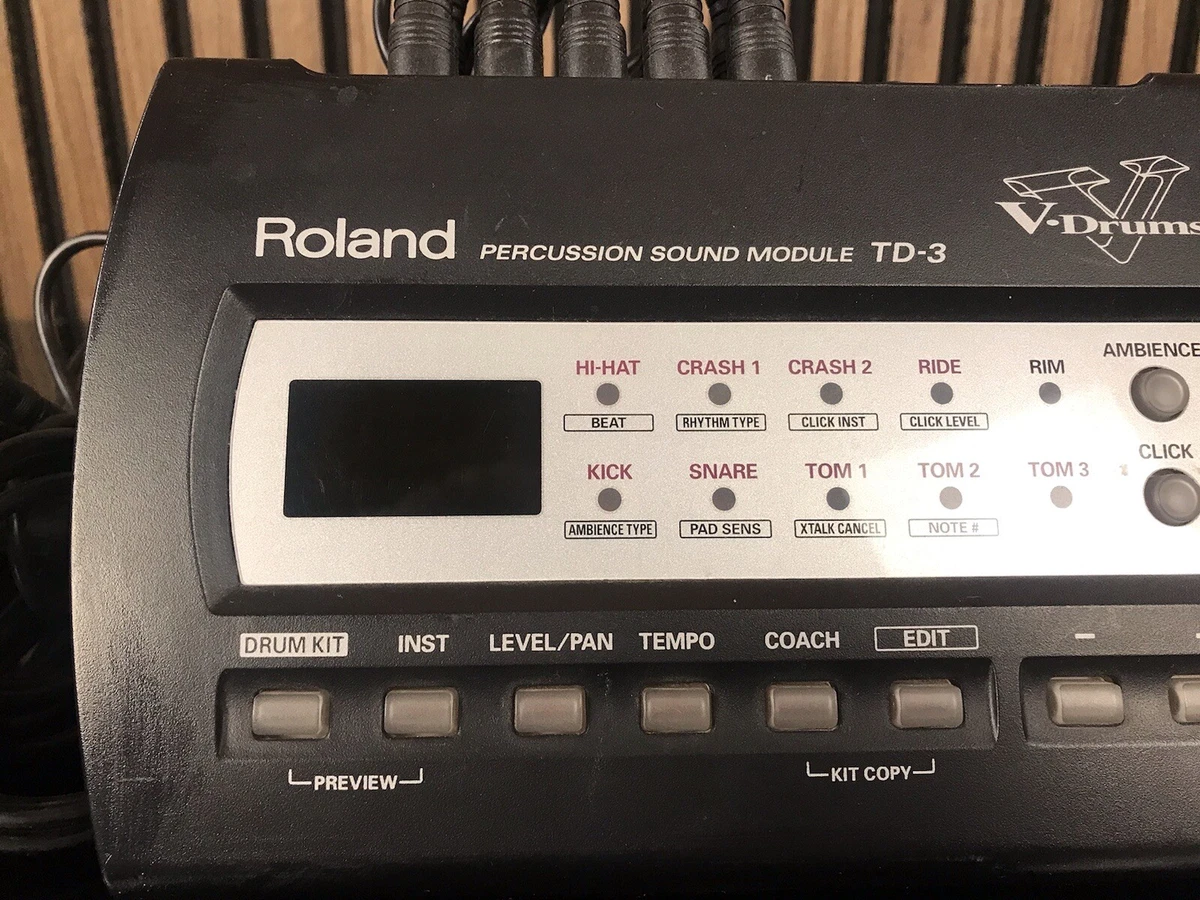 Roland PERCUSSION SOUND MODULE TD-3
V-Drums
HI-HAT CRASH 1 CRASH 2 RIDE RIM AMBIENCE
BEAT RHYTHM TYPE CLICK INST CLICK LEVEL
KICK SNARE TOM 1 TOM 2 TOM 3 CLICK
AMBIENCE TYPE PAD SENS XTALK CANCEL NOTE #
DRUM KIT INST LEVEL/PAN TEMPO COACH EDIT −
PREVIEW KIT COPY